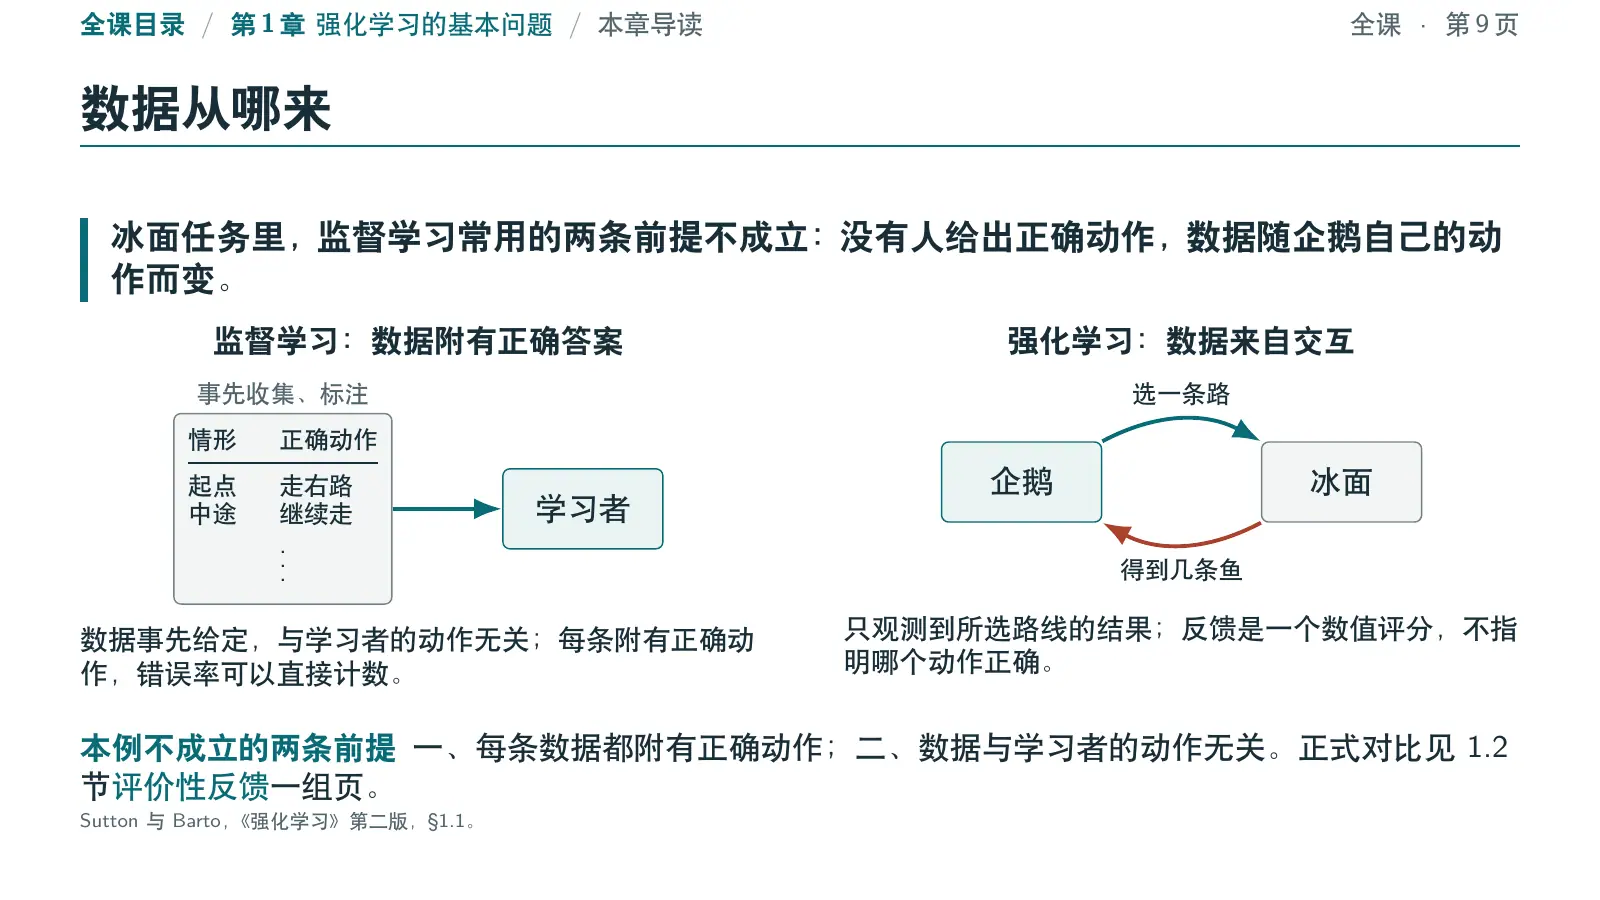 全课目录 / 第1章 强化学习的基本问题 / 本章导读
全课 · 第9页
数据从哪来
冰面任务里，监督学习常用的两条前提不成立：没有人给出正确动作，数据随企鹅自己的动
作而变。
监督学习：数据附有正确答案
事先收集、标注
情形 正确动作
起点 走右路
中途 继续走
⋮
学习者
数据事先给定，与学习者的动作无关；每条附有正确动
作，错误率可以直接计数。
强化学习：数据来自交互
选一条路
企鹅
冰面
得到几条鱼
只观测到所选路线的结果；反馈是一个数值评分，不指
明哪个动作正确。
本例不成立的两条前提 一、每条数据都附有正确动作；二、数据与学习者的动作无关。正式对比见 1.2
节评价性反馈一组页。
Sutton 与 Barto，《强化学习》第二版，§1.1。